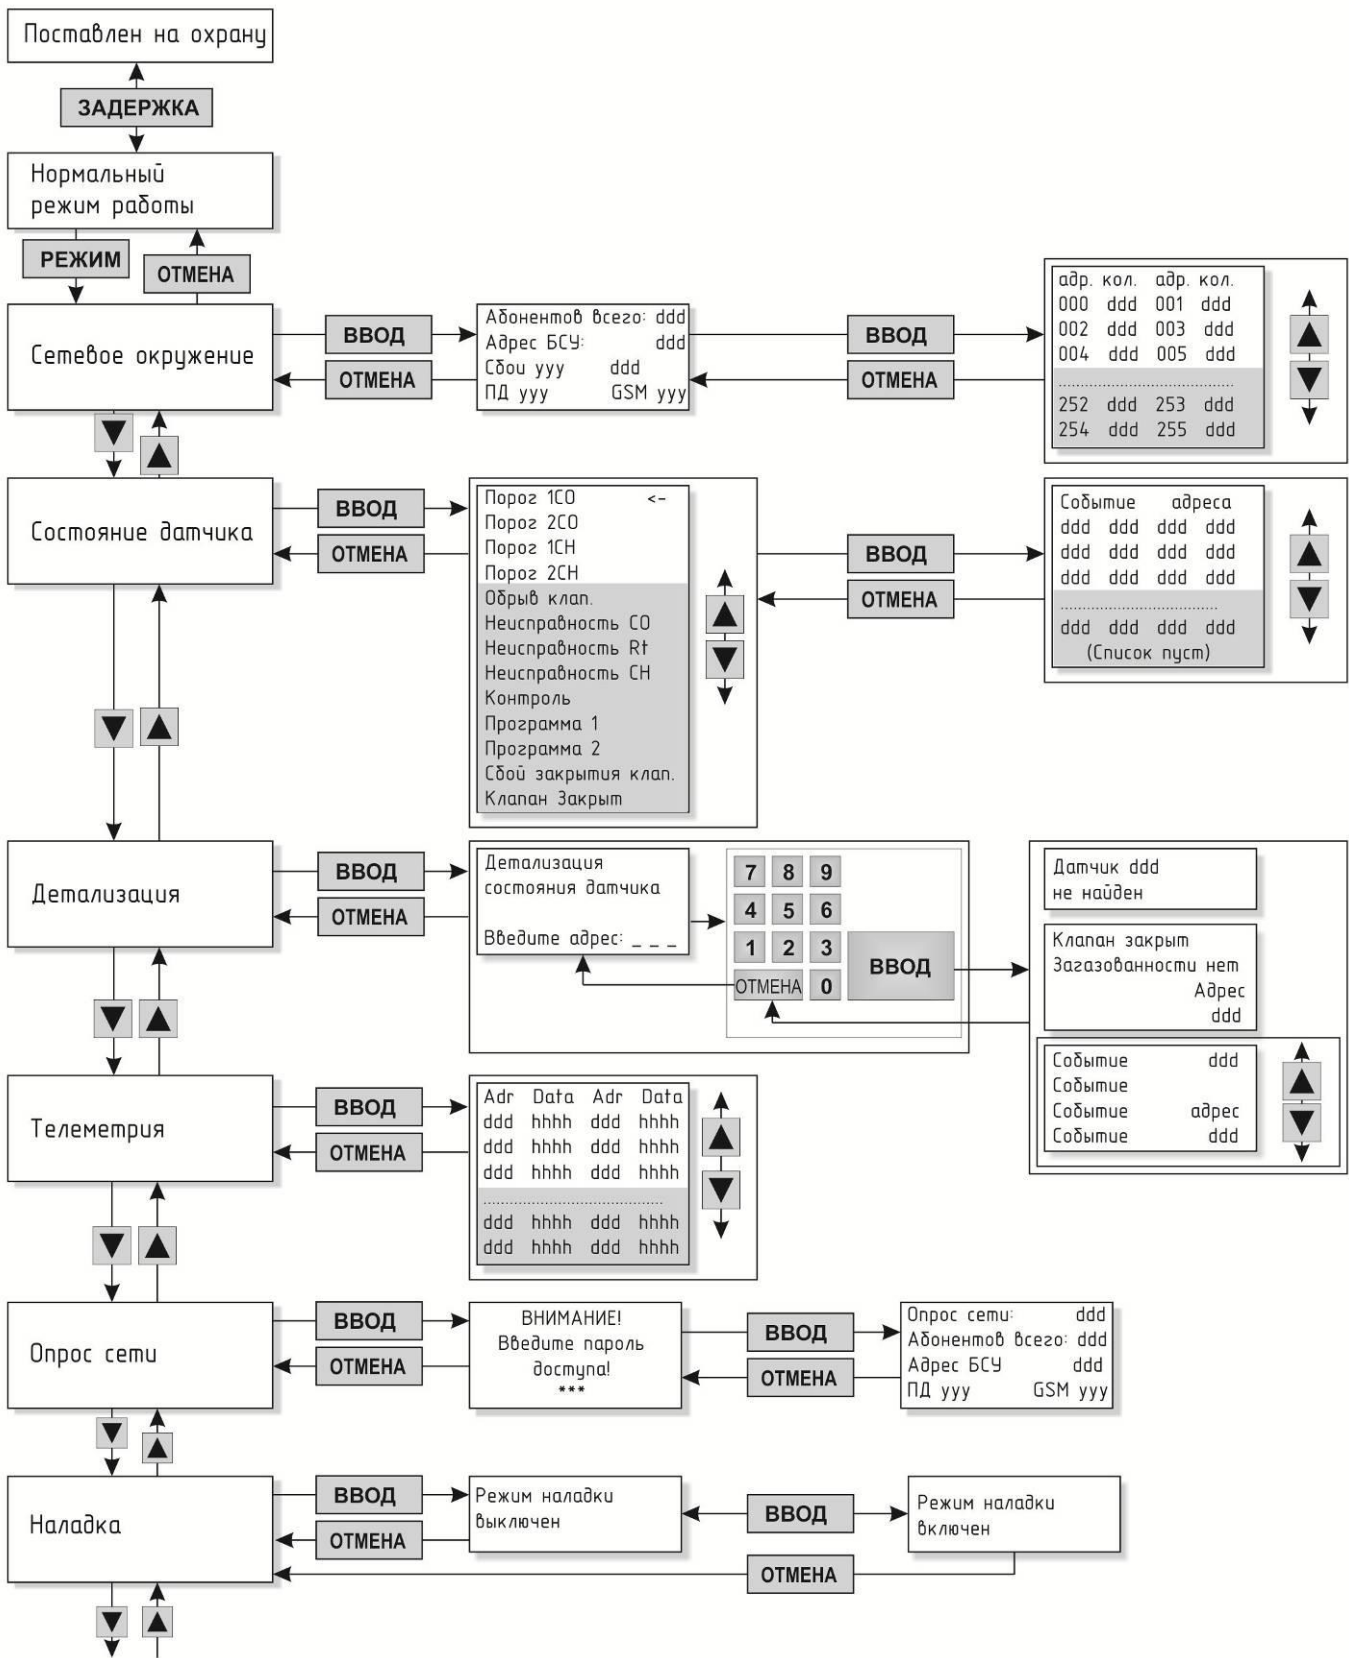 Поставлен на охрану
ЗАДЕРЖКА
Нормальный
режим работы
РЕЖИМ
ОТМЕНА
Сетевое окружение
ВВОД
ОТМЕНА
Абонентов всего: ddd
Адрес БСУ: ddd
Сбои yyy ddd
ПД yyy GSM yyy
ВВОД
ОТМЕНА
адр. кол. адр. кол.
000 ddd 001 ddd
002 ddd 003 ddd
004 ddd 005 ddd
....................................
252 ddd 253 ddd
254 ddd 255 ddd
Состояние датчика
ВВОД
ОТМЕНА
Порог 1CO <-
Порог 2CO
Порог 1CH
Порог 2CH
Обрыв клап.
Неисправность CO
Неисправность Rt
Неисправность CH
Контроль
Программа 1
Программа 2
Сбой закрытия клап.
Клапан Закрыт
ВВОД
ОТМЕНА
Событие адреса
ddd ddd ddd ddd
ddd ddd ddd ddd
ddd ddd ddd ddd
....................................
ddd ddd ddd ddd
(Список пуст)
Детализация
ВВОД
ОТМЕНА
Детализация
состояния датчика
Введите адрес: _ _ _
7 8 9
4 5 6
1 2 3
ОТМЕНА 0
ВВОД
Датчик ddd
не найден
Клапан закрыт
Загазованности нет
Адрес
ddd
Событие ddd
Событие
Событие адрес
Событие ddd
Телеметрия
ВВОД
ОТМЕНА
Adr Data Adr Data
ddd hhhh ddd hhhh
ddd hhhh ddd hhhh
ddd hhhh ddd hhhh
....................................
ddd hhhh ddd hhhh
ddd hhhh ddd hhhh
Опрос сети
ВВОД
ОТМЕНА
ВНИМАНИЕ!
Введите пароль
доступа!
***
ВВОД
ОТМЕНА
Опрос сети: ddd
Абонентов всего: ddd
Адрес БСУ ddd
ПД yyy GSM yyy
Наладка
ВВОД
ОТМЕНА
Режим наладки
выключен
ВВОД
ОТМЕНА
Режим наладки
включен